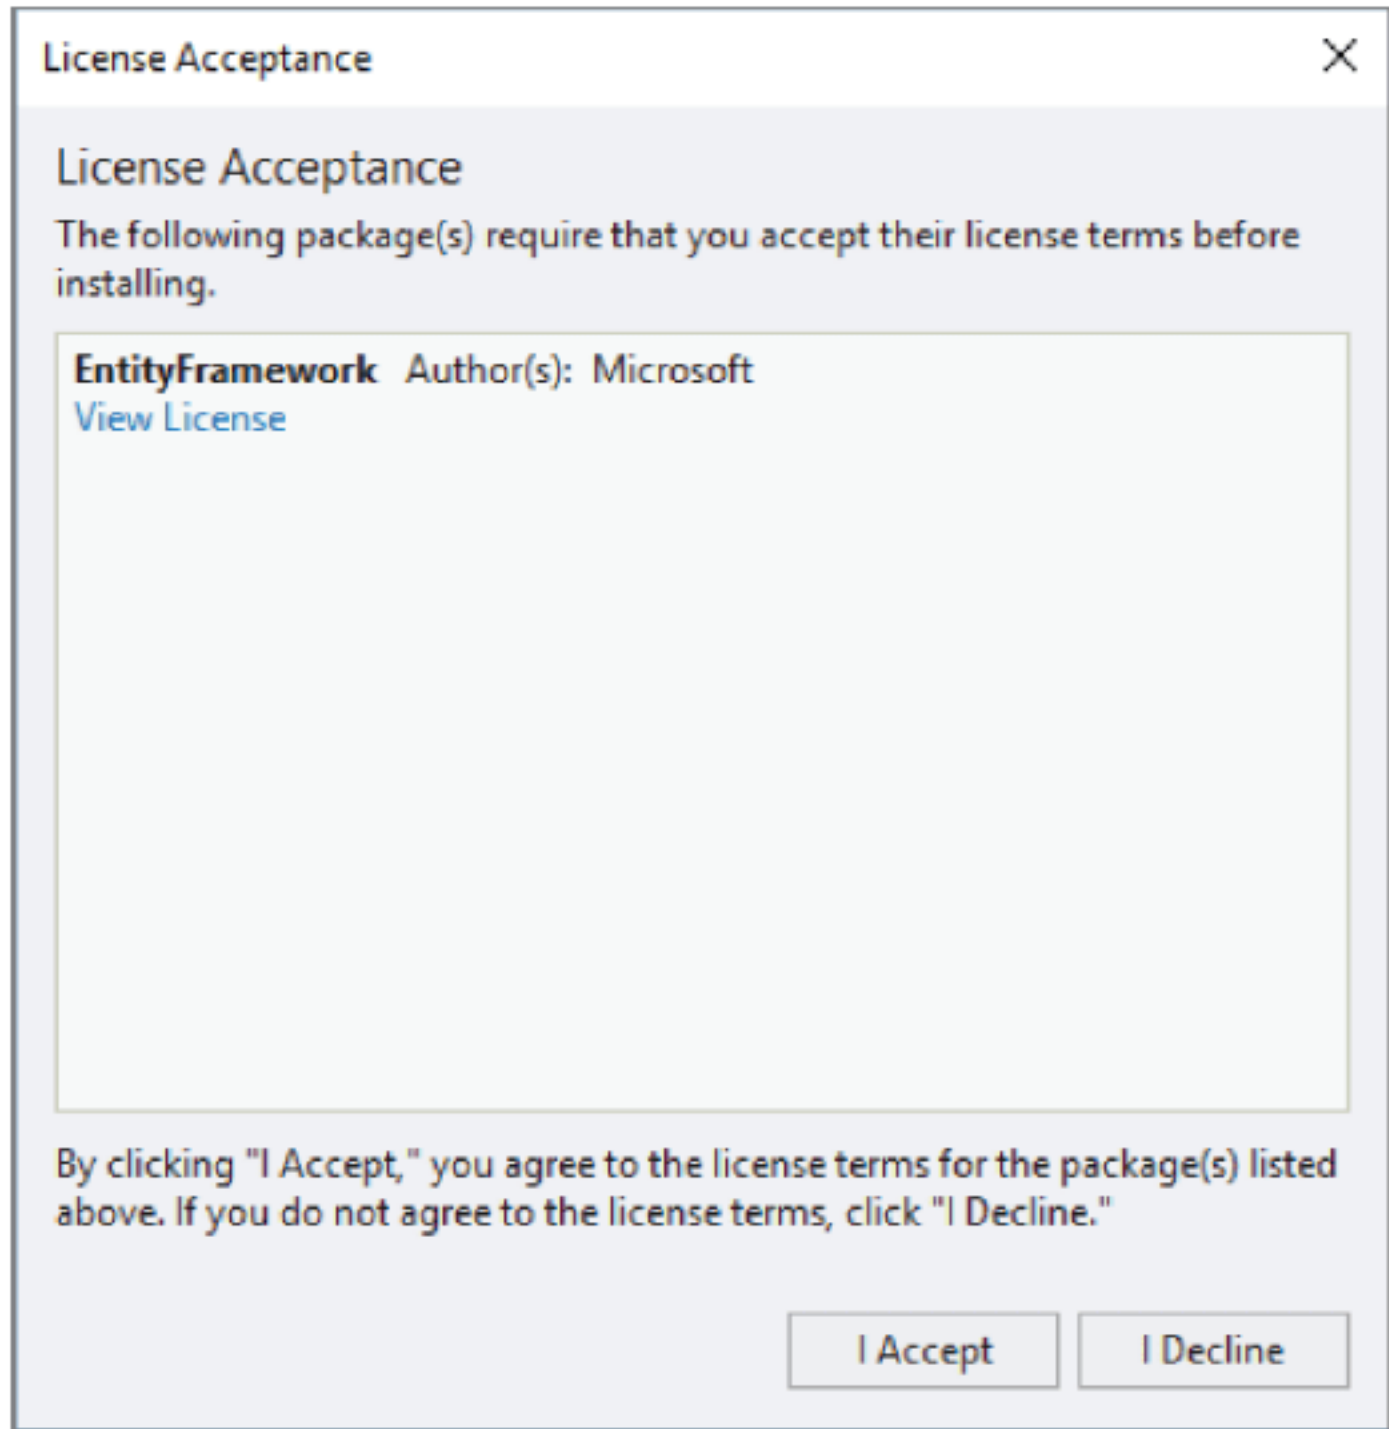 License Acceptance
License Acceptance
The following package(s) require that you accept their license terms before
installing.
EntityFramework Author(s): Microsoft
View License
By clicking "I Accept," you agree to the license terms for the package(s) listed
above. If you do not agree to the license terms, click "I Decline."
I Accept I Decline